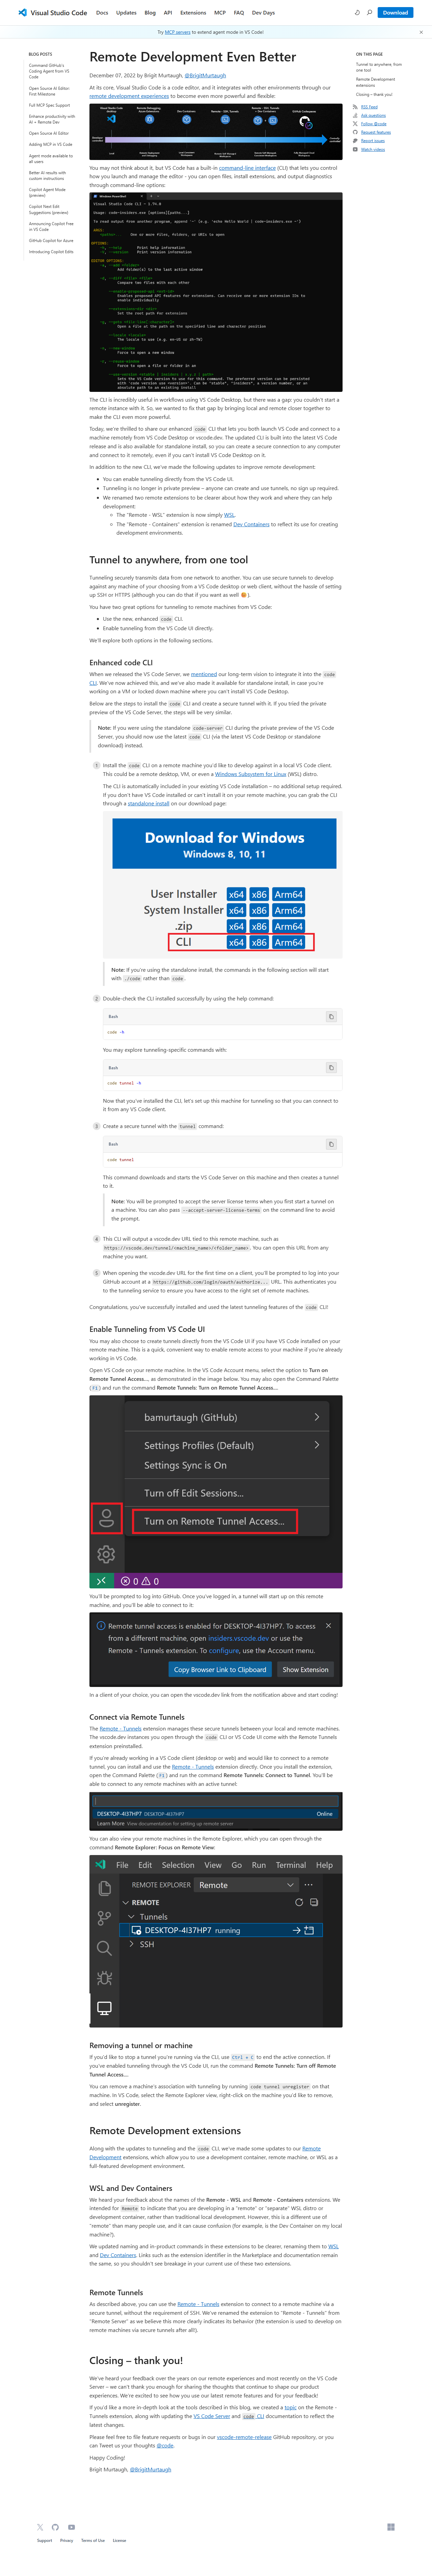 Visual Studio Code
Docs
Updates
Blog
API
Extensions
MCP
FAQ
Dev Days
Download
Try MCP servers to extend agent mode in VS Code!
BLOG POSTS
Command GitHub's
Coding Agent from VS
Code
Open Source AI Editor:
First Milestone
Full MCP Spec Support
Enhance productivity with
AI + Remote Dev
Open Source AI Editor
Adding MCP in VS Code
Agent mode available to
all users
Better AI results with
custom instructions
Copilot Agent Mode
(preview)
Copilot Next Edit
Suggestions (preview)
Announcing Copilot Free
in VS Code
GitHub Copilot for Azure
Introducing Copilot Edits
ON THIS PAGE
Tunnel to anywhere, from
one tool
Remote Development
extensions
Closing – thank you!
RSS Feed
Ask questions
Follow @code
Request features
Report issues
Watch videos
Remote Development Even Better
December 07, 2022 by Brigit Murtaugh, @BrigitMurtaugh
At its core, Visual Studio Code is a code editor, and it integrates with other environments through our
remote development experiences to become even more powerful and flexible:
You may not think about it, but VS Code has a built-in command-line interface (CLI) that lets you control
how you launch and manage the editor - you can open files, install extensions, and output diagnostics
through command-line options:
The CLI is incredibly useful in workflows using VS Code Desktop, but there was a gap: you couldn't start a
remote instance with it. So, we wanted to fix that gap by bringing local and remote closer together to
make the CLI even more powerful.
Today, we're thrilled to share our enhanced code CLI that lets you both launch VS Code and connect to a
machine remotely from VS Code Desktop or vscode.dev. The updated CLI is built into the latest VS Code
release and is also available for standalone install, so you can create a secure connection to any machine
and connect to it remotely, even if you can't install VS Code Desktop on it.
In addition to the new CLI, we've made the following updates to improve remote development:
You can enable tunneling directly from the VS Code UI.
Tunneling is no longer in private preview – anyone can create and use tunnels, no sign up required.
We renamed two remote extensions to be clearer about how they work and where they can help
development:
The "Remote - WSL" extension is now simply WSL.
The "Remote - Containers" extension is renamed Dev Containers to reflect its use for creating
development environments.
Tunnel to anywhere, from one tool
Tunneling securely transmits data from one network to another. You can use secure tunnels to develop
against any machine of your choosing from a VS Code desktop or web client, without the hassle of setting
up SSH or HTTPS (although you can do that if you want as well 😊).
You have two great options for tunneling to remote machines from VS Code:
Use the new, enhanced code CLI.
Enable tunneling from the VS Code UI directly.
We'll explore both options in the following sections.
Enhanced code CLI
When we released the VS Code Server, we mentioned our long-range vision to integrate it into the code
CLI. We've now achieved this, and we've also made it available for standalone install, in case you're
working on a VM or locked down machine where you can't install VS Code Desktop.
Below are the steps to install the code CLI and create a secure tunnel with it. If you tried the private
preview of the VS Code Server, the steps will be very similar.
Note: If you were using the standalone code-server CLI during the private preview of the VS Code
Server, you should now use the latest code CLI (via the latest VS Code Desktop or standalone
download) instead.
1 Install the code CLI on a remote machine you'd like to develop against in a local VS Code client.
This could be a remote desktop, VM, or even a Windows Subsystem for Linux (WSL) distro.
The CLI is automatically included in your existing VS Code installation – no additional setup required.
If you don't have VS Code installed or can't install it on your remote machine, you can grab the CLI
through a standalone install on our download page:
Download for Windows
Windows 8, 10, 11
User Installer x64 x86 Arm64
System Installer x64 x86 Arm64
.zip x64 x86 Arm64
CLI x64 x86 Arm64
Note: If you're using the standalone install, the commands in the following section will start
with ./code rather than code.
2 Double-check the CLI installed successfully by using the help command:
Bash
code -h
You may explore tunneling-specific commands with:
Bash
code tunnel -h
Now that you've installed the CLI, let's set up this machine for tunneling so that you can connect to
it from any VS Code client.
3 Create a secure tunnel with the tunnel command:
Bash
code tunnel
This command downloads and starts the VS Code Server on this machine and then creates a tunnel
to it.
Note: You will be prompted to accept the server license terms when you first start a tunnel on
a machine. You can also pass --accept-server-license-terms on the command line to avoid
the prompt.
4 This CLI will output a vscode.dev URL tied to this remote machine, such as
https://vscode.dev/tunnel/<machine_name>/<folder_name>. You can open this URL from any
machine you want.
5 When opening the vscode.dev URL for the first time on a client, you'll be prompted to log into your
GitHub account at a https://github.com/login/oauth/authorize... URL. This authenticates you
to the tunneling service to ensure you have access to the right set of remote machines.
Congratulations, you've successfully installed and used the latest tunneling features of the code CLI!
Enable Tunneling from VS Code UI
You may also choose to create tunnels directly from the VS Code UI if you have VS Code installed on your
remote machine. This is a quick, convenient way to enable remote access to your machine if you're already
working in VS Code.
Open VS Code on your remote machine. In the VS Code Account menu, select the option to Turn on
Remote Tunnel Access..., as demonstrated in the image below. You may also open the Command Palette
(F1) and run the command Remote Tunnels: Turn on Remote Tunnel Access....
bamurtaugh (GitHub)
Settings Profiles (Default)
Settings Sync is On
Turn off Edit Sessions...
Turn on Remote Tunnel Access...
0 0
You'll be prompted to log into GitHub. Once you've logged in, a tunnel will start up on this remote
machine, and you'll be able to connect to it:
Remote tunnel access is enabled for DESKTOP-4I37HP7. To access
from a different machine, open insiders.vscode.dev or use the
Remote - Tunnels extension. To configure, use the Account menu.
Copy Browser Link to Clipboard
Show Extension
In a client of your choice, you can open the vscode.dev link from the notification above and start coding!
Connect via Remote Tunnels
The Remote - Tunnels extension manages these secure tunnels between your local and remote machines.
The vscode.dev instances you open through the code CLI or VS Code UI come with the Remote Tunnels
extension preinstalled.
If you're already working in a VS Code client (desktop or web) and would like to connect to a remote
tunnel, you can install and use the Remote - Tunnels extension directly. Once you install the extension,
open the Command Palette (F1) and run the command Remote Tunnels: Connect to Tunnel. You'll be
able to connect to any remote machines with an active tunnel:
DESKTOP-4I37HP7 DESKTOP-4I37HP7
Online
Learn More View documentation for setting up remote server
You can also view your remote machines in the Remote Explorer, which you can open through the
command Remote Explorer: Focus on Remote View:
File Edit Selection View Go Run Terminal Help
REMOTE EXPLORER
Remote
REMOTE
Tunnels
DESKTOP-4I37HP7 running
SSH
Removing a tunnel or machine
If you'd like to stop a tunnel you're running via the CLI, use Ctrl + C to end the active connection. If
you've enabled tunneling through the VS Code UI, run the command Remote Tunnels: Turn off Remote
Tunnel Access....
You can remove a machine's association with tunneling by running code tunnel unregister on that
machine. In VS Code, select the Remote Explorer view, right-click on the machine you'd like to remove,
and select unregister.
Remote Development extensions
Along with the updates to tunneling and the code CLI, we've made some updates to our Remote
Development extensions, which allow you to use a development container, remote machine, or WSL as a
full-featured development environment.
WSL and Dev Containers
We heard your feedback about the names of the Remote - WSL and Remote - Containers extensions. We
intended for Remote to indicate that you are developing in a "remote" or "separate" WSL distro or
development container, rather than traditional local development. However, this is a different use of
"remote" than many people use, and it can cause confusion (for example, is the Dev Container on my local
machine?).
We updated naming and in-product mentions of these extensions to be clearer, renaming them to WSL
and Dev Containers. Links such as the extension identifier in the Marketplace and documentation remain
the same, so you shouldn't see breakage in your current use of these two extensions.
Remote Tunnels
As described above, you can use the Remote - Tunnels extension to connect to a remote machine via a
secure tunnel, without the requirement of SSH. We've renamed the extension to "Remote - Tunnels" from
"Remote Server" as we believe this more clearly indicates its behavior (the extension is used to develop on
remote machines via secure tunnels after all!).
Closing – thank you!
We've heard your feedback over the years on our remote experiences and most recently on the VS Code
Server – we can't thank you enough for sharing the thoughts that continue to shape our product
experiences. We're excited to see how you use our latest remote features and for your feedback!
If you'd like a more in-depth look at the tools described in this blog, we created a topic on the Remote -
Tunnels extension, along with updating the VS Code Server and code CLI documentation to reflect the
latest changes.
Please feel free to file feature requests or bugs in our vscode-remote-release GitHub repository, or you
can Tweet us your thoughts @code.
Happy Coding!
Brigit Murtaugh, @BrigitMurtaugh
Support
Privacy
Terms of Use
License